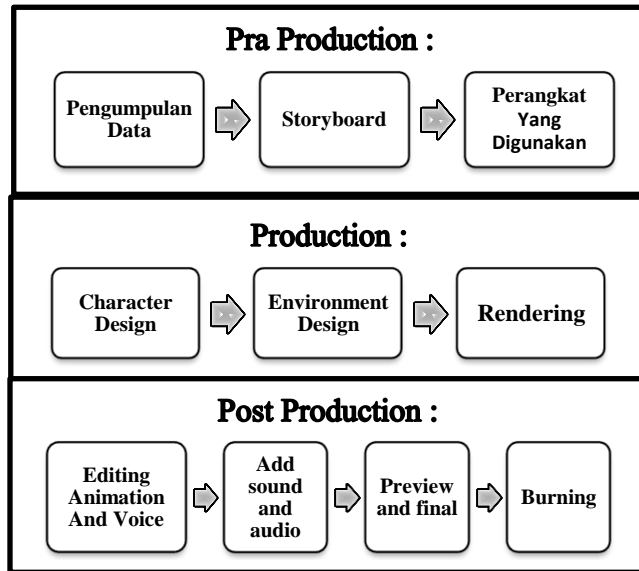 Pra Production :
Pengumpulan
Data
Storyboard
Perangkat
Yang
Digunakan
Production :
Character
Design
Environment
Design
Rendering
Post Production :
Editing
Animation
And Voice
Add
sound
and
audio
Preview
and final
Burning